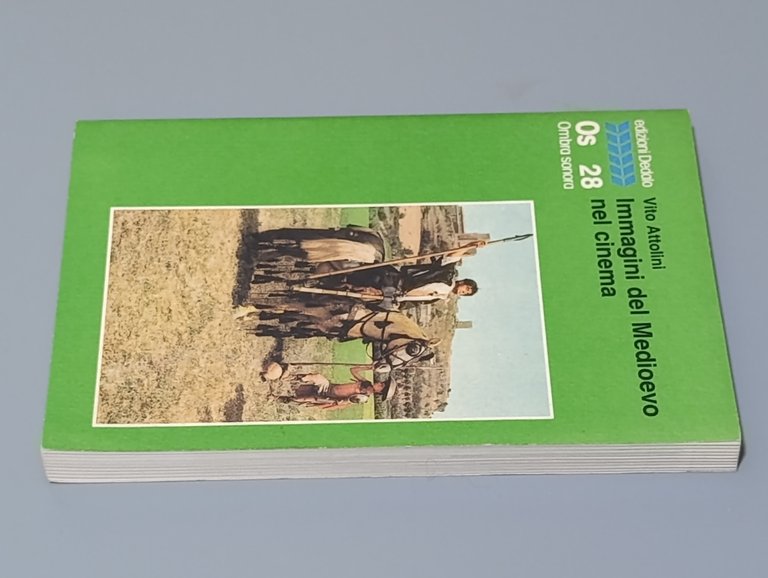 edizioni Dedalo
Os 28
Ombra sonora
Vito Attolini
Immagini del Medioevo
nel cinema